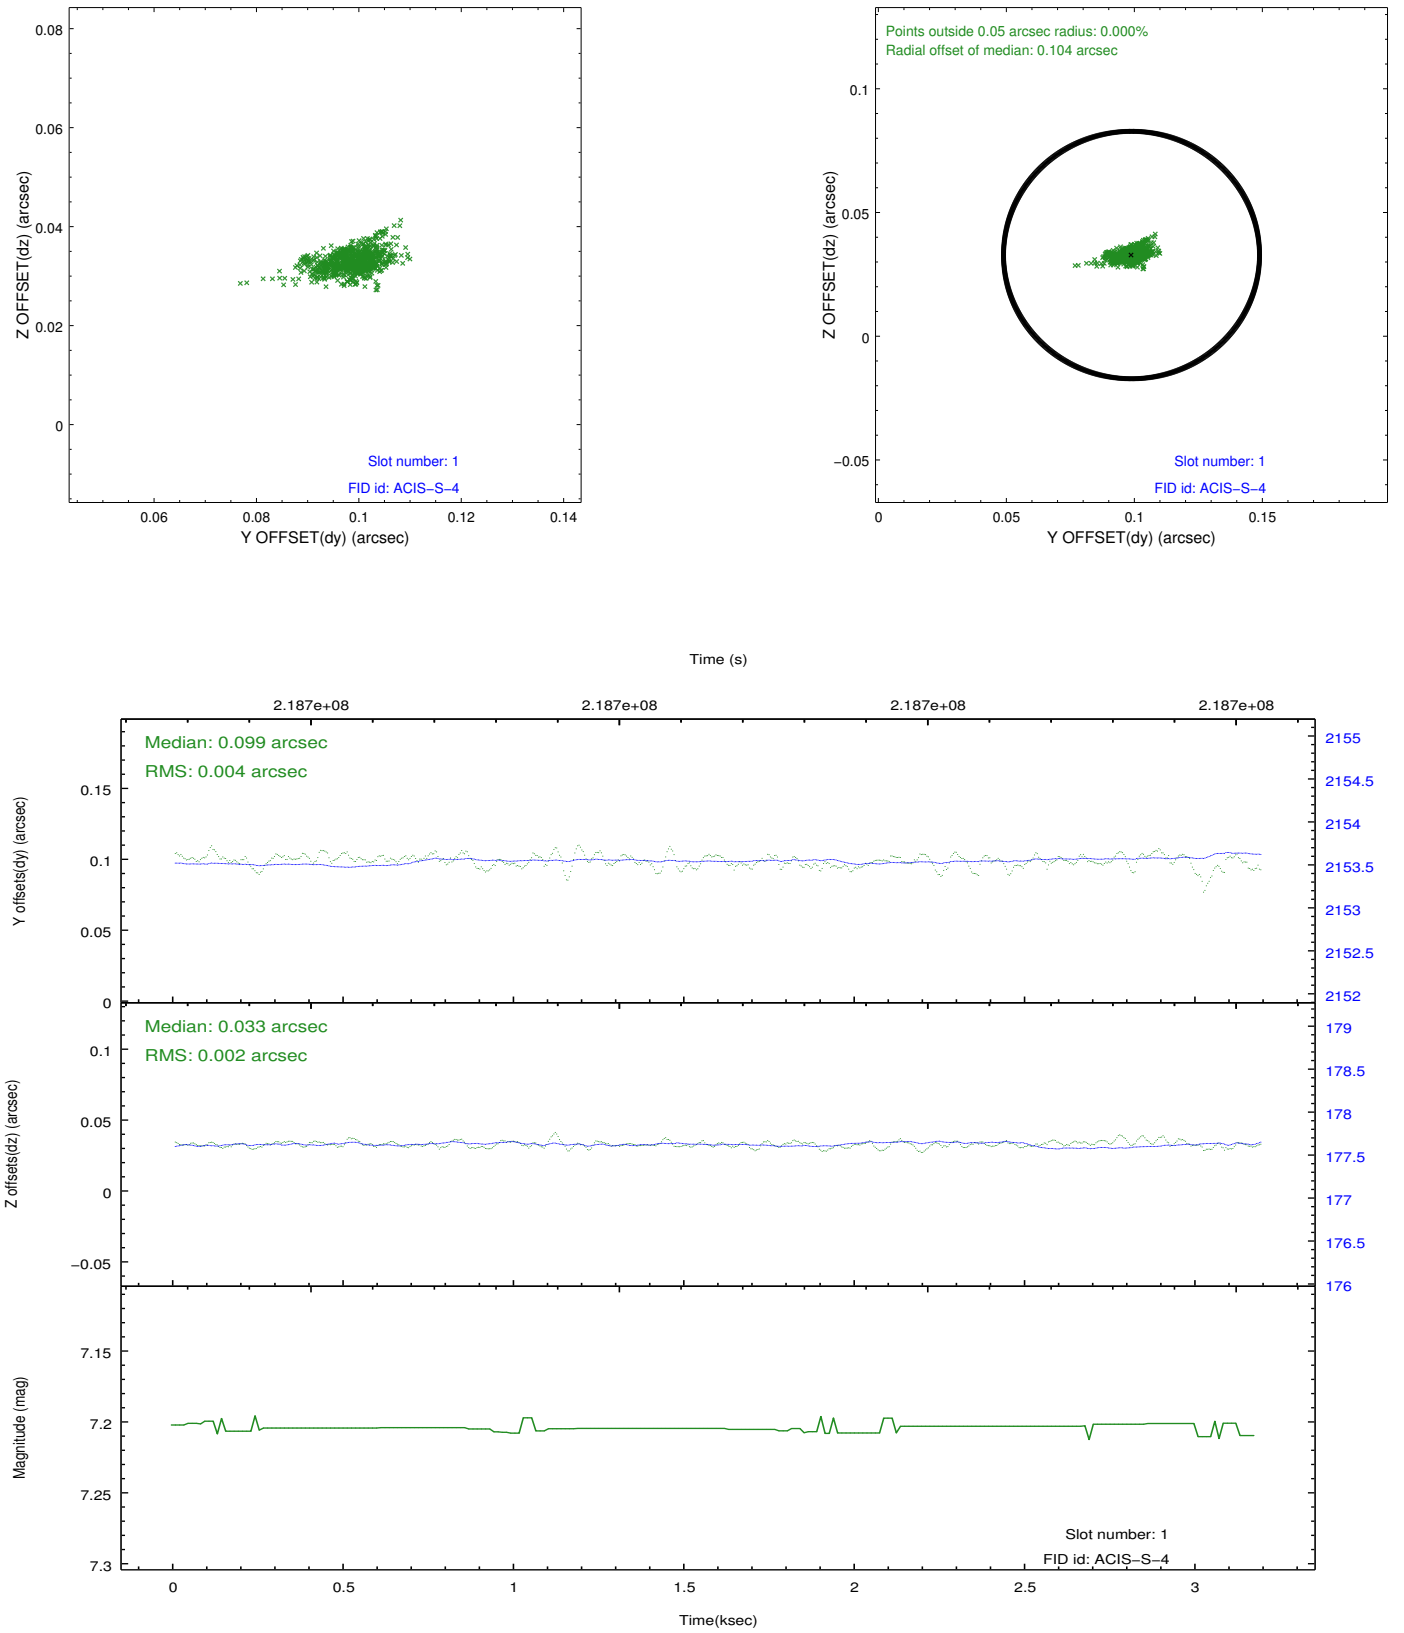 0.08
0.06
0.04
0.02
0
Z OFFSET(dz) (arcsec)
Slot number: 1
FID id: ACIS-S-4
0.06 0.08 0.1 0.12 0.14
Y OFFSET(dy) (arcsec)
Points outside 0.05 arcsec radius: 0.000%
Radial offset of median: 0.104 arcsec
0.1
0.05
0
−0.05
Z OFFSET(dz) (arcsec)
Slot number: 1
FID id: ACIS-S-4
0 0.05 0.1 0.15
Y OFFSET(dy) (arcsec)
Time (s)
2.187e+08 2.187e+08 2.187e+08 2.187e+08
Median: 0.099 arcsec
RMS: 0.004 arcsec
Y offsets(dy) (arcsec)
0.15
0.1
0.05
0
2155
2154.5
2154
2153.5
2153
2152.5
2152
Median: 0.033 arcsec
RMS: 0.002 arcsec
Z offsets(dz) (arcsec)
0.1
0.05
0
−0.05
179
178.5
178
177.5
177
176.5
176
Magnitude (mag)
7.15
7.2
7.25
7.3
Slot number: 1
FID id: ACIS-S-4
0 0.5 1 1.5 2 2.5 3
Time(ksec)